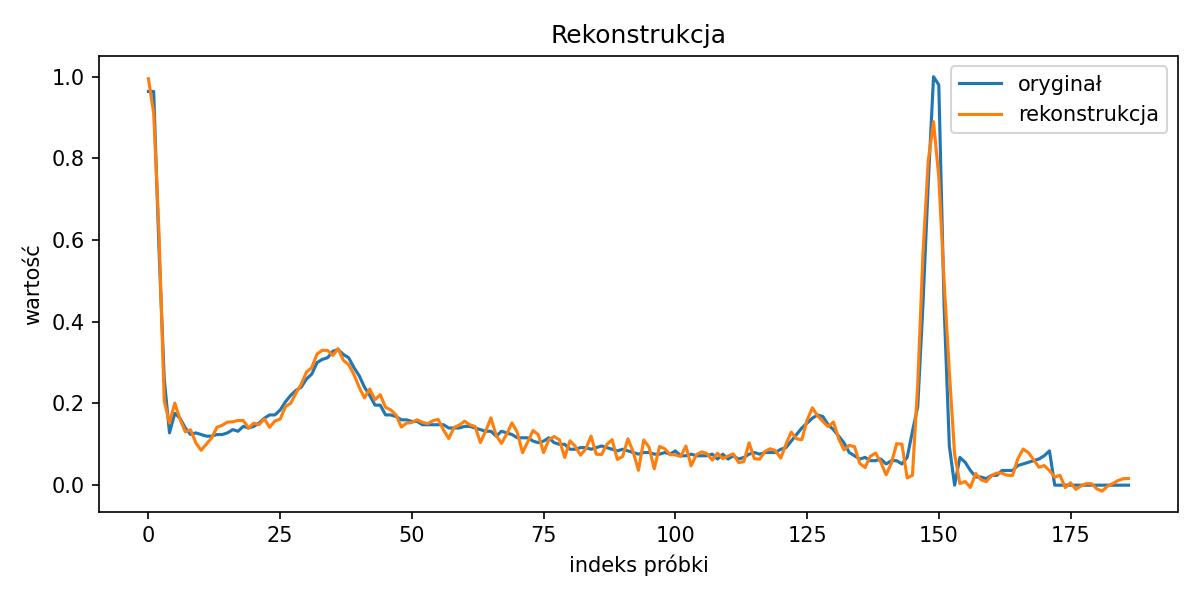 Rekonstrukcja
oryginał
rekonstrukcja
wartość
1.0
0.8
0.6
0.4
0.2
0.0
0 25 50 75 100 125 150 175
indeks próbki